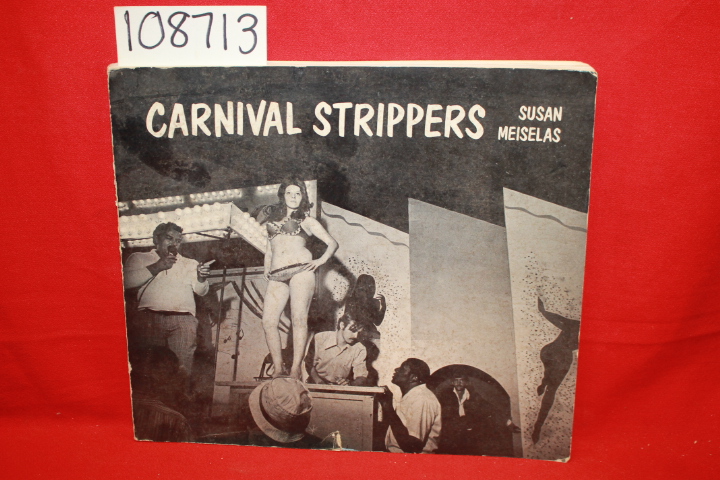 108713
CARNIVAL STRIPPERS
SUSAN
MEISELAS